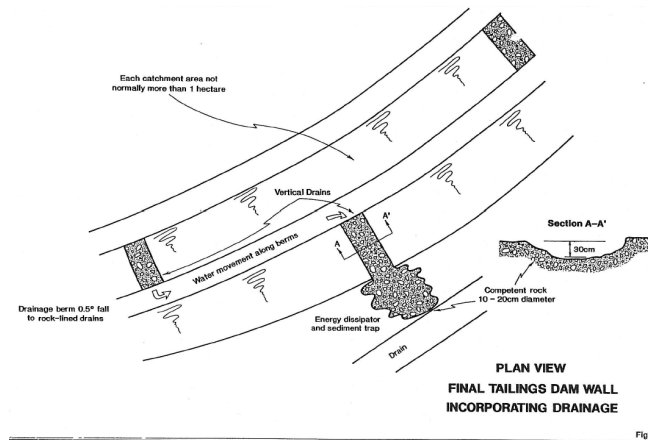 Each catchment area not
normally more than 1 hectare
Vertical Drains
A'
A
Section A–A'
30cm
Water movement along berms
Competent rock
10 – 20cm diameter
Drainage berm 0.5° fall
to rock-lined drains
Energy dissipator
and sediment trap
Drain
PLAN VIEW
FINAL TAILINGS DAM WALL
INCORPORATING DRAINAGE
Fig